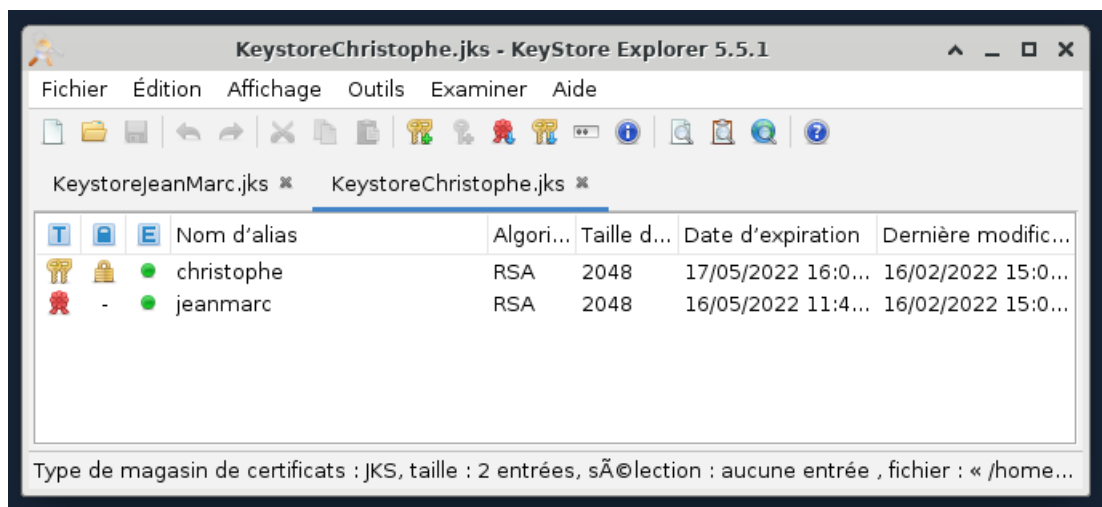 KeystoreChristophe.jks - KeyStore Explorer 5.5.1
Fichier Édition Affichage Outils Examiner Aide
KeystoreJeanMarc.jks KeystoreChristophe.jks
T E Nom d’alias Algori... Taille d... Date d’expiration Dernière modific...
christophe RSA 2048 17/05/2022 16:0... 16/02/2022 15:0...
- jeanmarc RSA 2048 16/05/2022 11:4... 16/02/2022 15:0...
Type de magasin de certificats : JKS, taille : 2 entrées, sÃ©lection : aucune entrée , fichier : « /home...